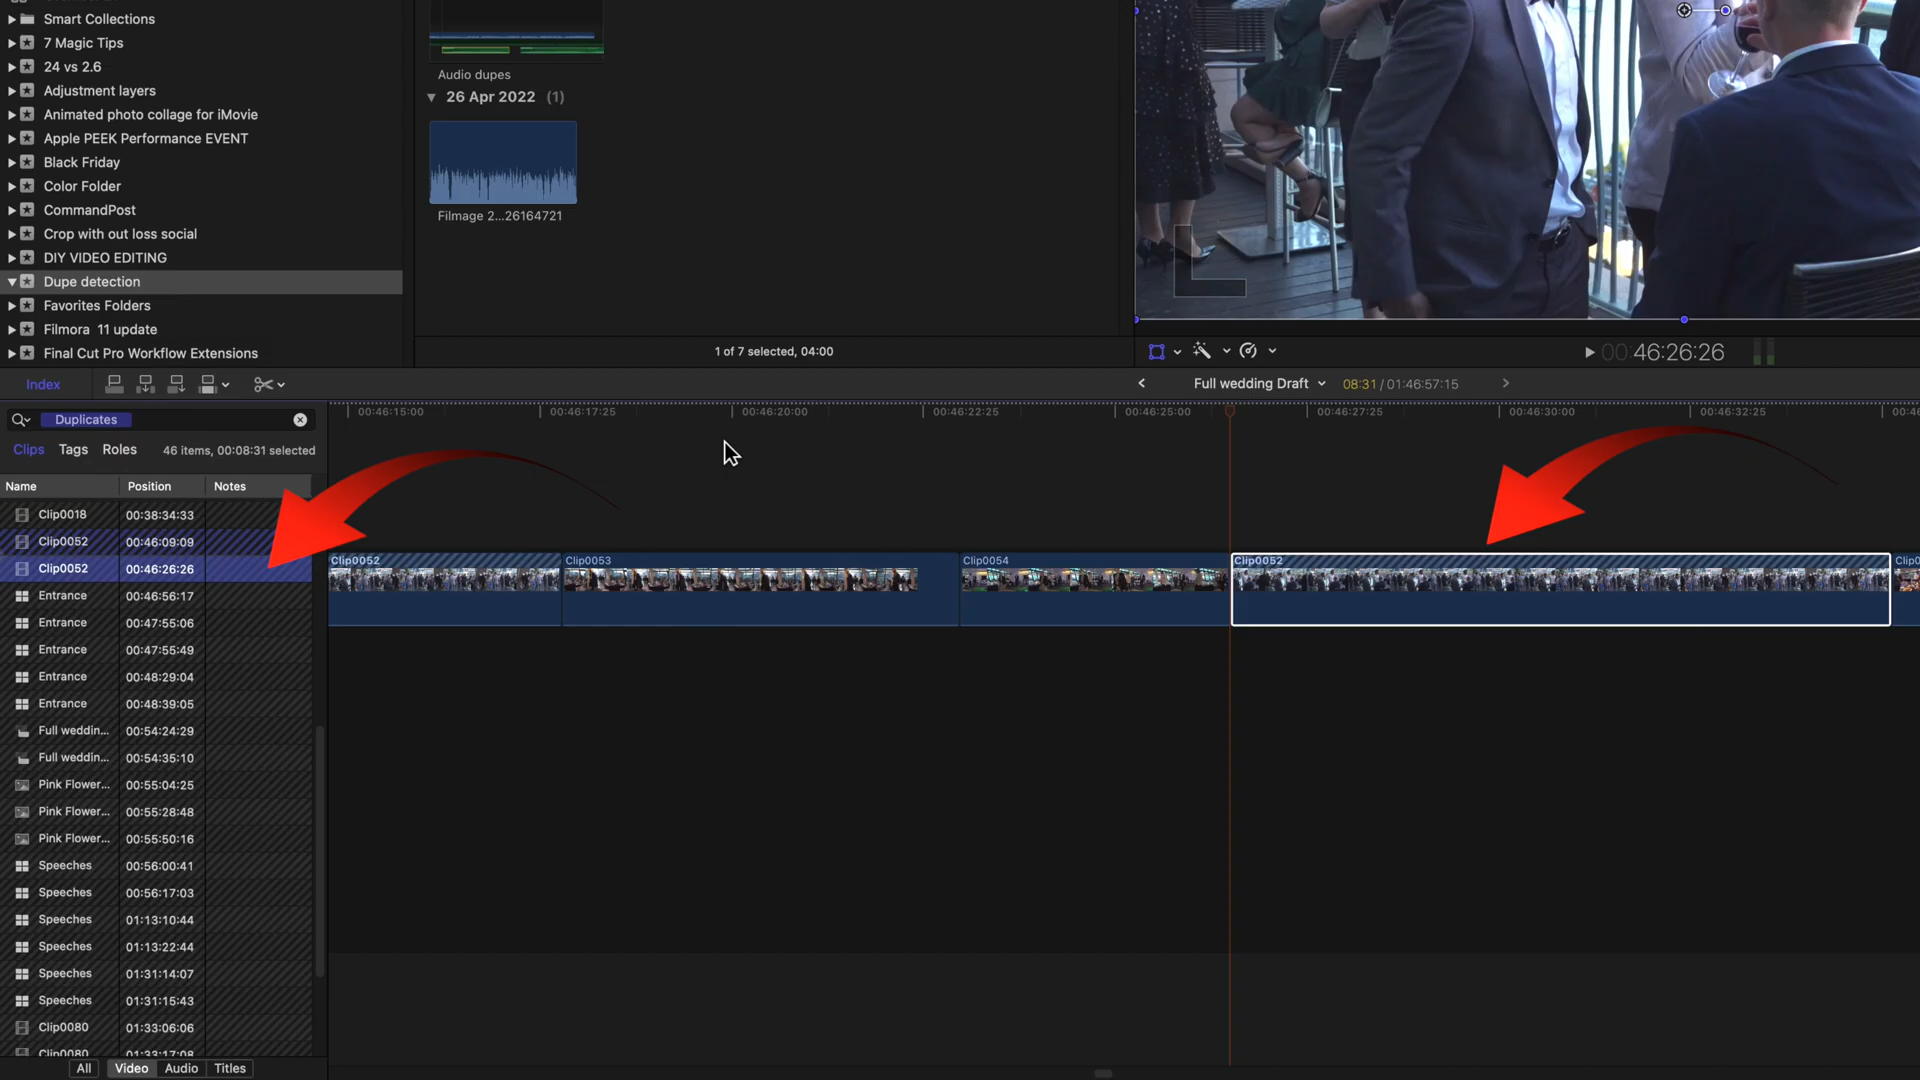 Smart Collections
7 Magic Tips
24 vs 2.6
Adjustment layers
Animated photo collage for iMovie
Apple PEEK Performance EVENT
Black Friday
Color Folder
CommandPost
Crop with out loss social
DIY VIDEO EDITING
Dupe detection
Favorites Folders
Filmora 11 update
Final Cut Pro Workflow Extensions
Audio dupes
26 Apr 2022 (1)
Filmage 2...26164721
1 of 7 selected, 04:00
00:46:26:26
Index
Full wedding Draft
08:31 / 01:46:57:15
Duplicates
Clips Tags Roles 46 items, 00:08:31 selected
Name Position Notes
Clip0018 00:38:34:33
Clip0052 00:46:09:09
Clip0052 00:46:26:26
Entrance 00:46:56:17
Entrance 00:47:55:06
Entrance 00:47:55:49
Entrance 00:48:29:04
Entrance 00:48:39:05
Full weddin... 00:54:24:29
Full weddin... 00:54:35:10
Pink Flower... 00:55:04:25
Pink Flower... 00:55:28:48
Pink Flower... 00:55:50:16
Speeches 00:56:00:41
Speeches 00:56:17:03
Speeches 01:13:10:44
Speeches 01:13:22:44
Speeches 01:31:14:07
Speeches 01:31:15:43
Clip0080 01:33:06:06
Clip0080 01:33:17:08
All Video Audio Titles
00:46:15:00 00:46:17:25 00:46:20:00 00:46:22:25 00:46:25:00 00:46:27:25 00:46:30:00 00:46:32:25
Clip0052 Clip0053 Clip0054 Clip0052